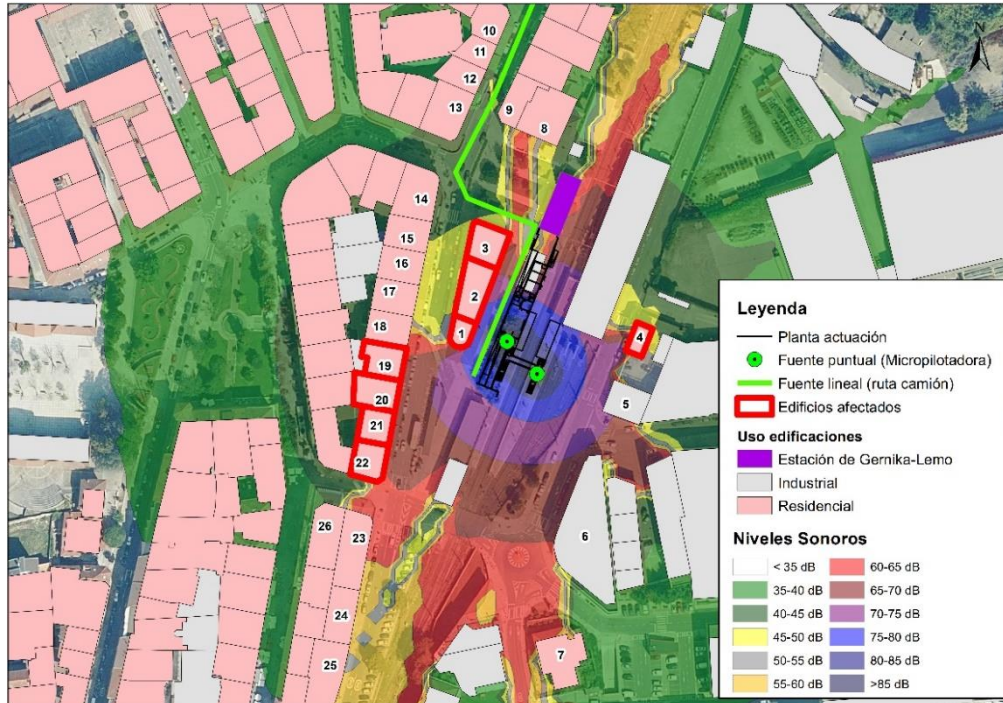 10
11
12
13
9
8
N
14
15
16
17
18
3
2
1
4
19
20
21
22
5
26
23
6
24
25
7
Leyenda
Planta actuación
Fuente puntual (Micropilotadora)
Fuente lineal (ruta camión)
Edificios afectados
Uso edificaciones
Estación de Gernika-Lemo
Industrial
Residencial
Niveles Sonoros
< 35 dB 60-65 dB
35-40 dB 65-70 dB
40-45 dB 70-75 dB
45-50 dB 75-80 dB
50-55 dB 80-85 dB
55-60 dB >85 dB